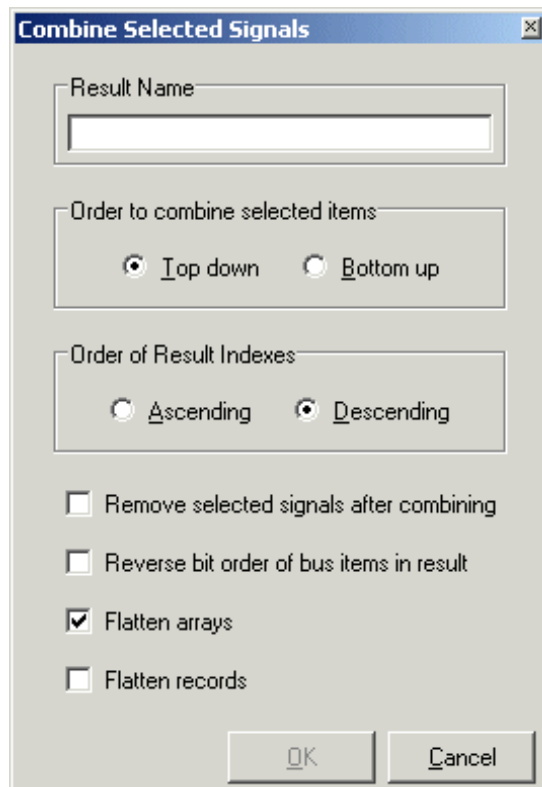 Combine Selected Signals
Result Name
Order to combine selected items
Top down Bottom up
Order of Result Indexes
Ascending Descending
Remove selected signals after combining
Reverse bit order of bus items in result
Flatten arrays
Flatten records
OK Cancel